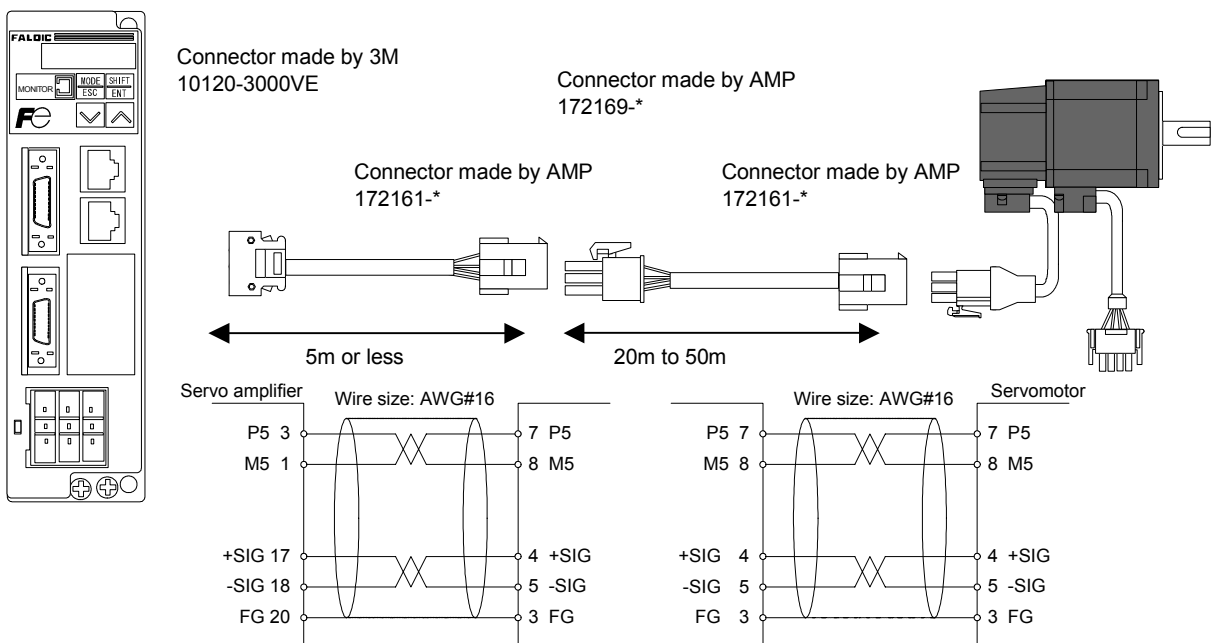 FALDIC
MONITOR
MODE
ESC
SHIFT
ENT
Fe
Connector made by 3M
10120-3000VE
Connector made by AMP
172169-*
Connector made by AMP
172161-*
Connector made by AMP
172161-*
5m or less
20m to 50m
Servo amplifier
Wire size: AWG#16
P5 3
7 P5
M5 1
8 M5
+SIG 17
4 +SIG
-SIG 18
5 -SIG
FG 20
3 FG
Wire size: AWG#16
Servomotor
P5 7
7 P5
M5 8
8 M5
+SIG 4
4 +SIG
-SIG 5
5 -SIG
FG 3
3 FG